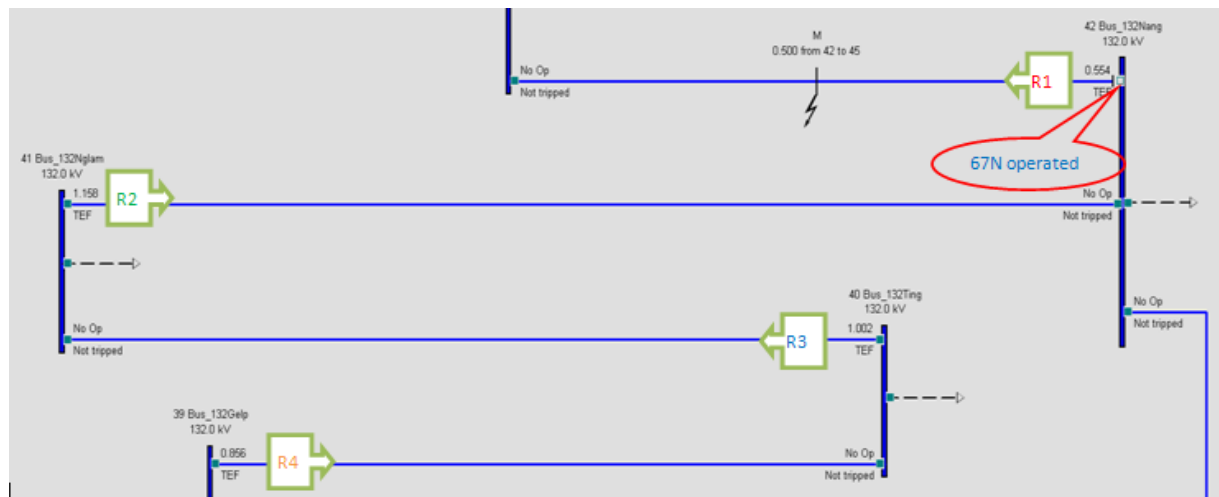 M
0.500 from 42 to 45
42 Bus_132Nang
132.0 kV
No Op
Not tripped
R1
0.554
TEF
67N operated
41 Bus_132Nglam
132.0 kV
1.158
TEF
R2
No Op
Not tripped
40 Bus_132Ting
132.0 kV
No Op
Not tripped
No Op
Not tripped
R3
1.002
TEF
39 Bus_132Gelp
132.0 kV
0.856
TEF
R4
No Op
Not tripped